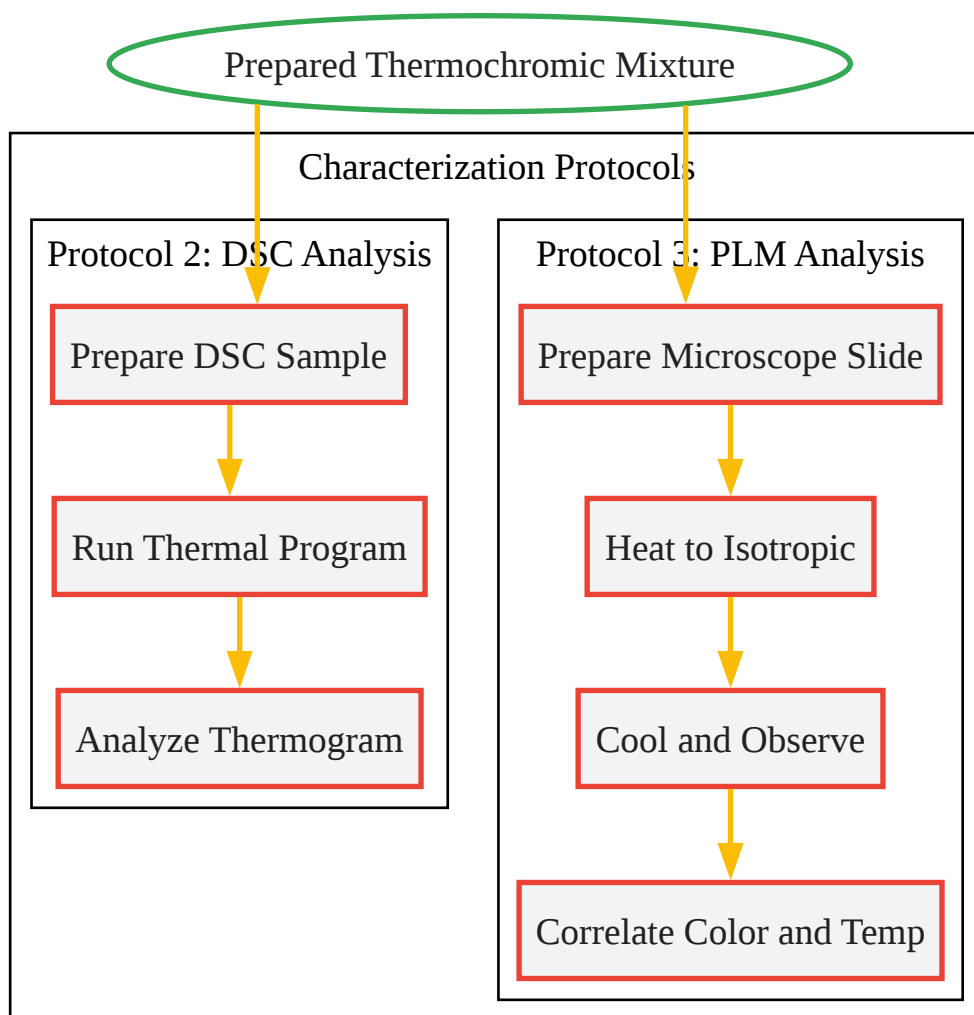 Prepared Thermochromic Mixture
Characterization Protocols
Protocol 2: DSC Analysis
Prepare DSC Sample
Run Thermal Program
Analyze Thermogram
Protocol 3: PLM Analysis
Prepare Microscope Slide
Heat to Isotropic
Cool and Observe
Correlate Color and Temp